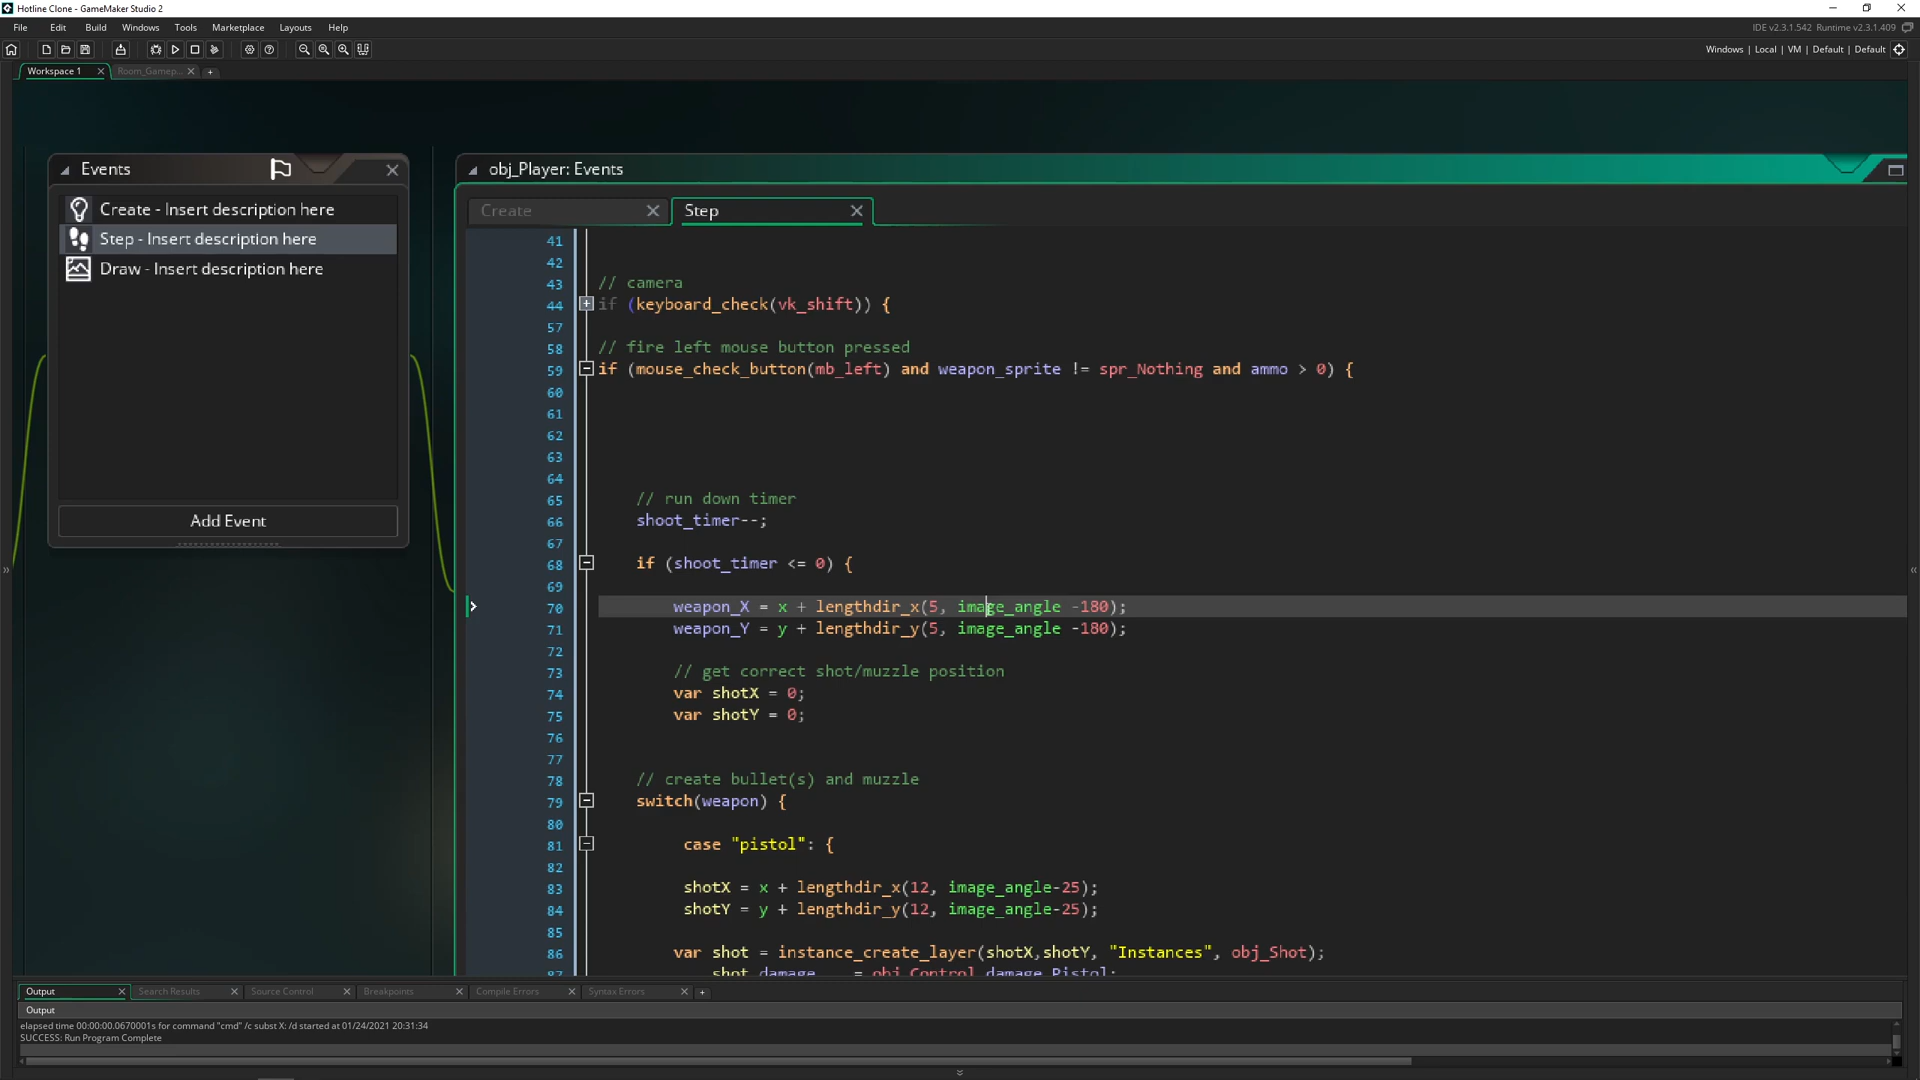 Hotline Clone - GameMaker Studio 2
File Edit Build Windows Tools Marketplace Layouts Help
IDE v2.3.1.542 Runtime v2.3.1.409
Windows | Local | VM | Default | Default
Workspace 1 Room_Gamep...
Events
Create - Insert description here
Step - Insert description here
Draw - Insert description here
Add Event
obj_Player: Events
Create Step
41
42
43 // camera
44 if (keyboard_check(vk_shift)) {
57
58 // fire left mouse button pressed
59 if (mouse_check_button(mb_left) and weapon_sprite != spr_Nothing and ammo > 0) {
60
61
62
63
64
65 // run down timer
66 shoot_timer--;
67
68 if (shoot_timer <= 0) {
69
70 weapon_X = x + lengthdir_x(5, image_angle -180);
71 weapon_Y = y + lengthdir_y(5, image_angle -180);
72
73 // get correct shot/muzzle position
74 var shotX = 0;
75 var shotY = 0;
76
77
78 // create bullet(s) and muzzle
79 switch(weapon) {
80
81 case "pistol": {
82
83 shotX = x + lengthdir_x(12, image_angle-25);
84 shotY = y + lengthdir_y(12, image_angle-25);
85
86 var shot = instance_create_layer(shotX,shotY, "Instances", obj_Shot);
87 shot.damage = obj_Control.damage_Pistol;
Output Search Results Source Control Breakpoints Compile Errors Syntax Errors
Output
elapsed time 00:00:00.0670001s for command "cmd" /c subst X: /d started at 01/24/2021 20:31:34
SUCCESS: Run Program Complete